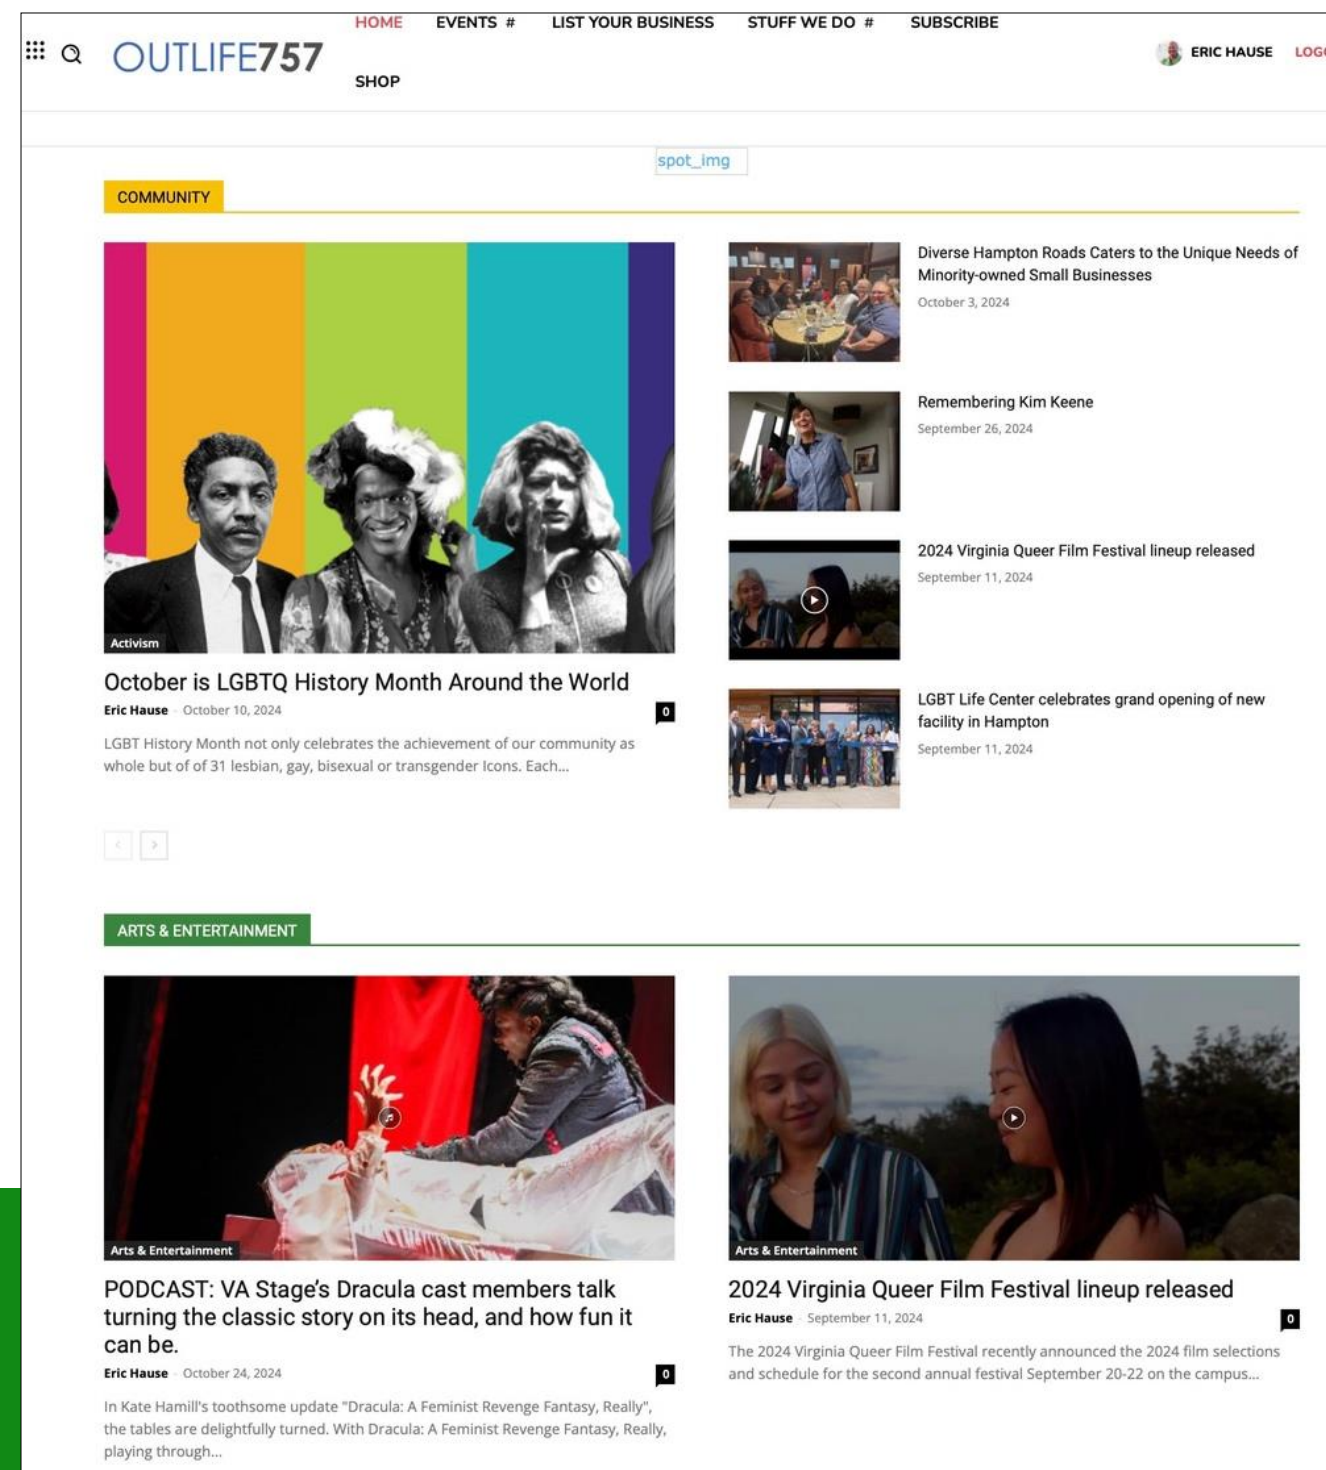 HOME EVENTS # LIST YOUR BUSINESS STUFF WE DO # SUBSCRIBE
OUTLIFE757
ERIC HAUSE
SHOP
spot_img
COMMUNITY
Activism
October is LGBTQ History Month Around the World
Eric Hause - October 10, 2024
0
LGBT History Month not only celebrates the achievement of our community as
whole but of of 31 lesbian, gay, bisexual or transgender Icons. Each...
Diverse Hampton Roads Caters to the Unique Needs of
Minority-owned Small Businesses
October 3, 2024
Remembering Kim Keene
September 26, 2024
2024 Virginia Queer Film Festival lineup released
September 11, 2024
LGBT Life Center celebrates grand opening of new
facility in Hampton
September 11, 2024
ARTS & ENTERTAINMENT
Arts & Entertainment
PODCAST: VA Stage's Dracula cast members talk
turning the classic story on its head, and how fun it
can be.
Eric Hause - October 24, 2024
0
In Kate Hamill's toothsome update "Dracula: A Feminist Revenge Fantasy, Really",
the tables are delightfully turned. With Dracula: A Feminist Revenge Fantasy, Really,
playing through...
Arts & Entertainment
2024 Virginia Queer Film Festival lineup released
Eric Hause - September 11, 2024
0
The 2024 Virginia Queer Film Festival recently announced the 2024 film selections
and schedule for the second annual festival September 20-22 on the campus...